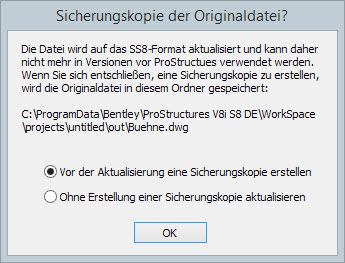 Sicherungskopie der Originaldatei?
Die Datei wird auf das SS8-Format aktualisiert und kann daher
nicht mehr in Versionen vor ProStructues verwendet werden.
Wenn Sie sich entschließen, eine Sicherungskopie zu erstellen,
wird die Originaldatei in diesem Ordner gespeichert:
C:\ProgramData\Bentley\ProStructures V8i S8 DE\WorkSpace
\projects\untitled\out\Buehne.dwg
Vor der Aktualisierung eine Sicherungskopie erstellen
Ohne Erstellung einer Sicherungskopie aktualisieren
OK